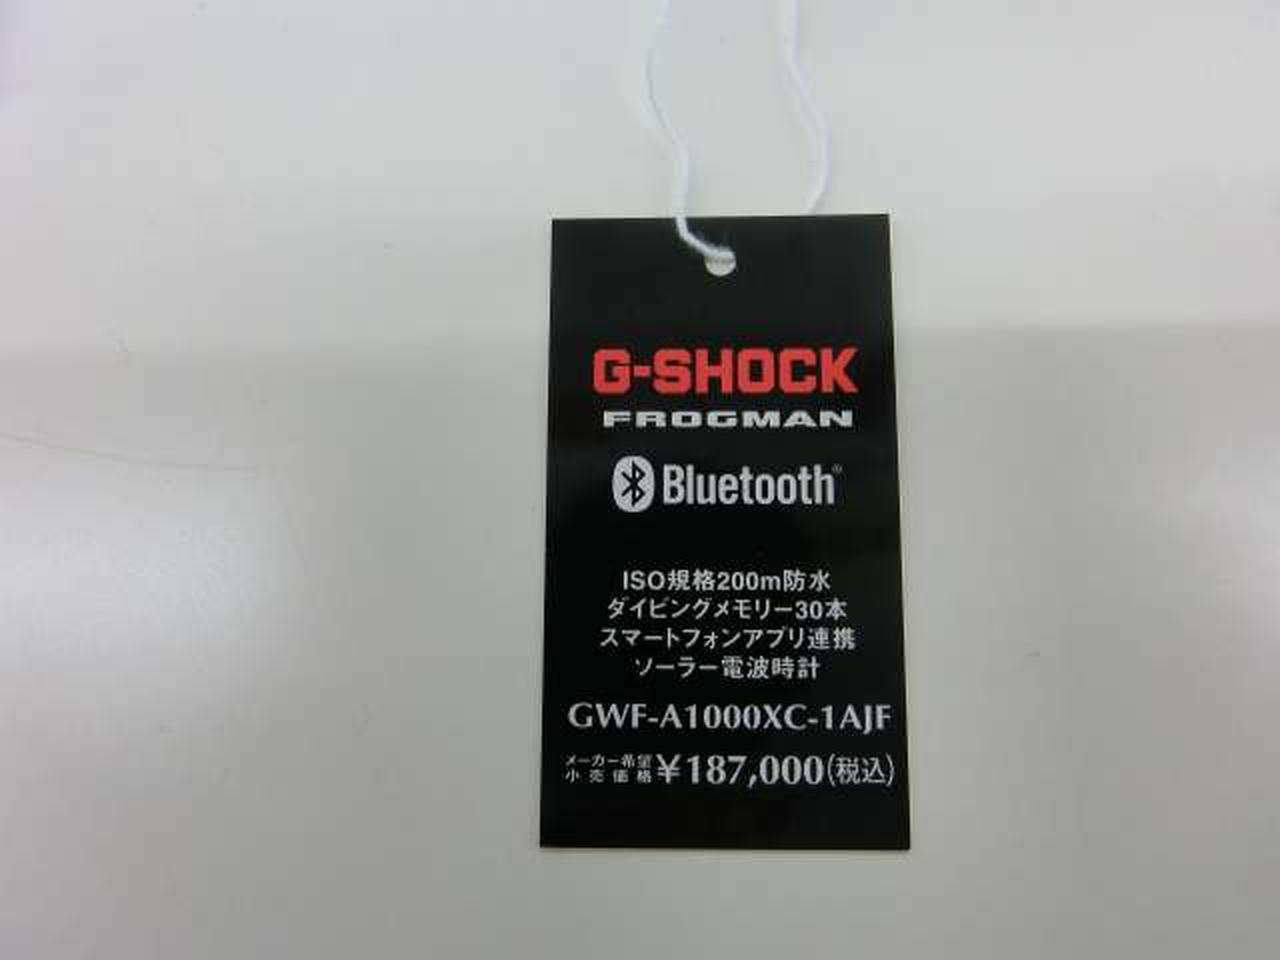 G-SHOCK
FROGMAN
Bluetooth®
ISO規格200m防水
ダイビングメモリー30本
スマートフォンアプリ連携
ソーラー電波時計
GWF-A1000XC-1AJF
メーカー希望小売価格 ¥187,000(税込)